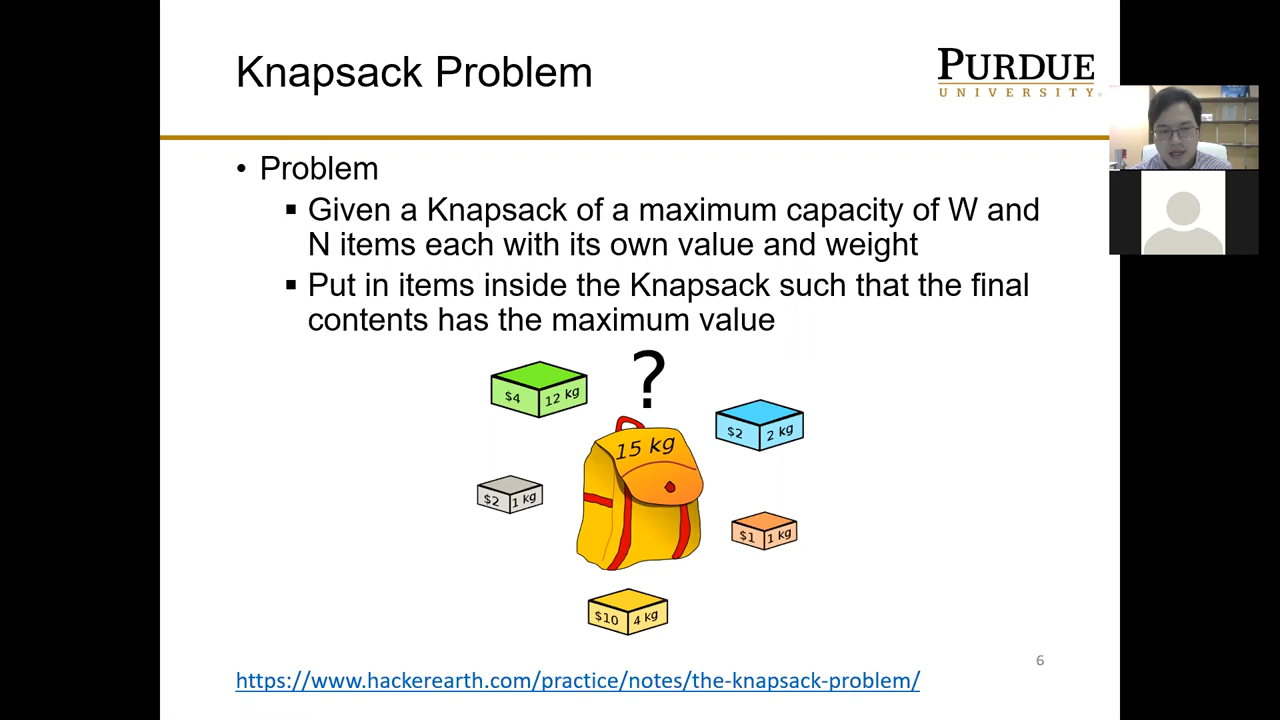 Knapsack Problem
PURDUE
UNIVERSITY
• Problem
▪ Given a Knapsack of a maximum capacity of W and
N items each with its own value and weight
▪ Put in items inside the Knapsack such that the final
contents has the maximum value
?
$4 12 kg
$2 2 kg
15 kg
$2 1 kg
$1 1 kg
$10 4 kg
6
https://www.hackerearth.com/practice/notes/the-knapsack-problem/